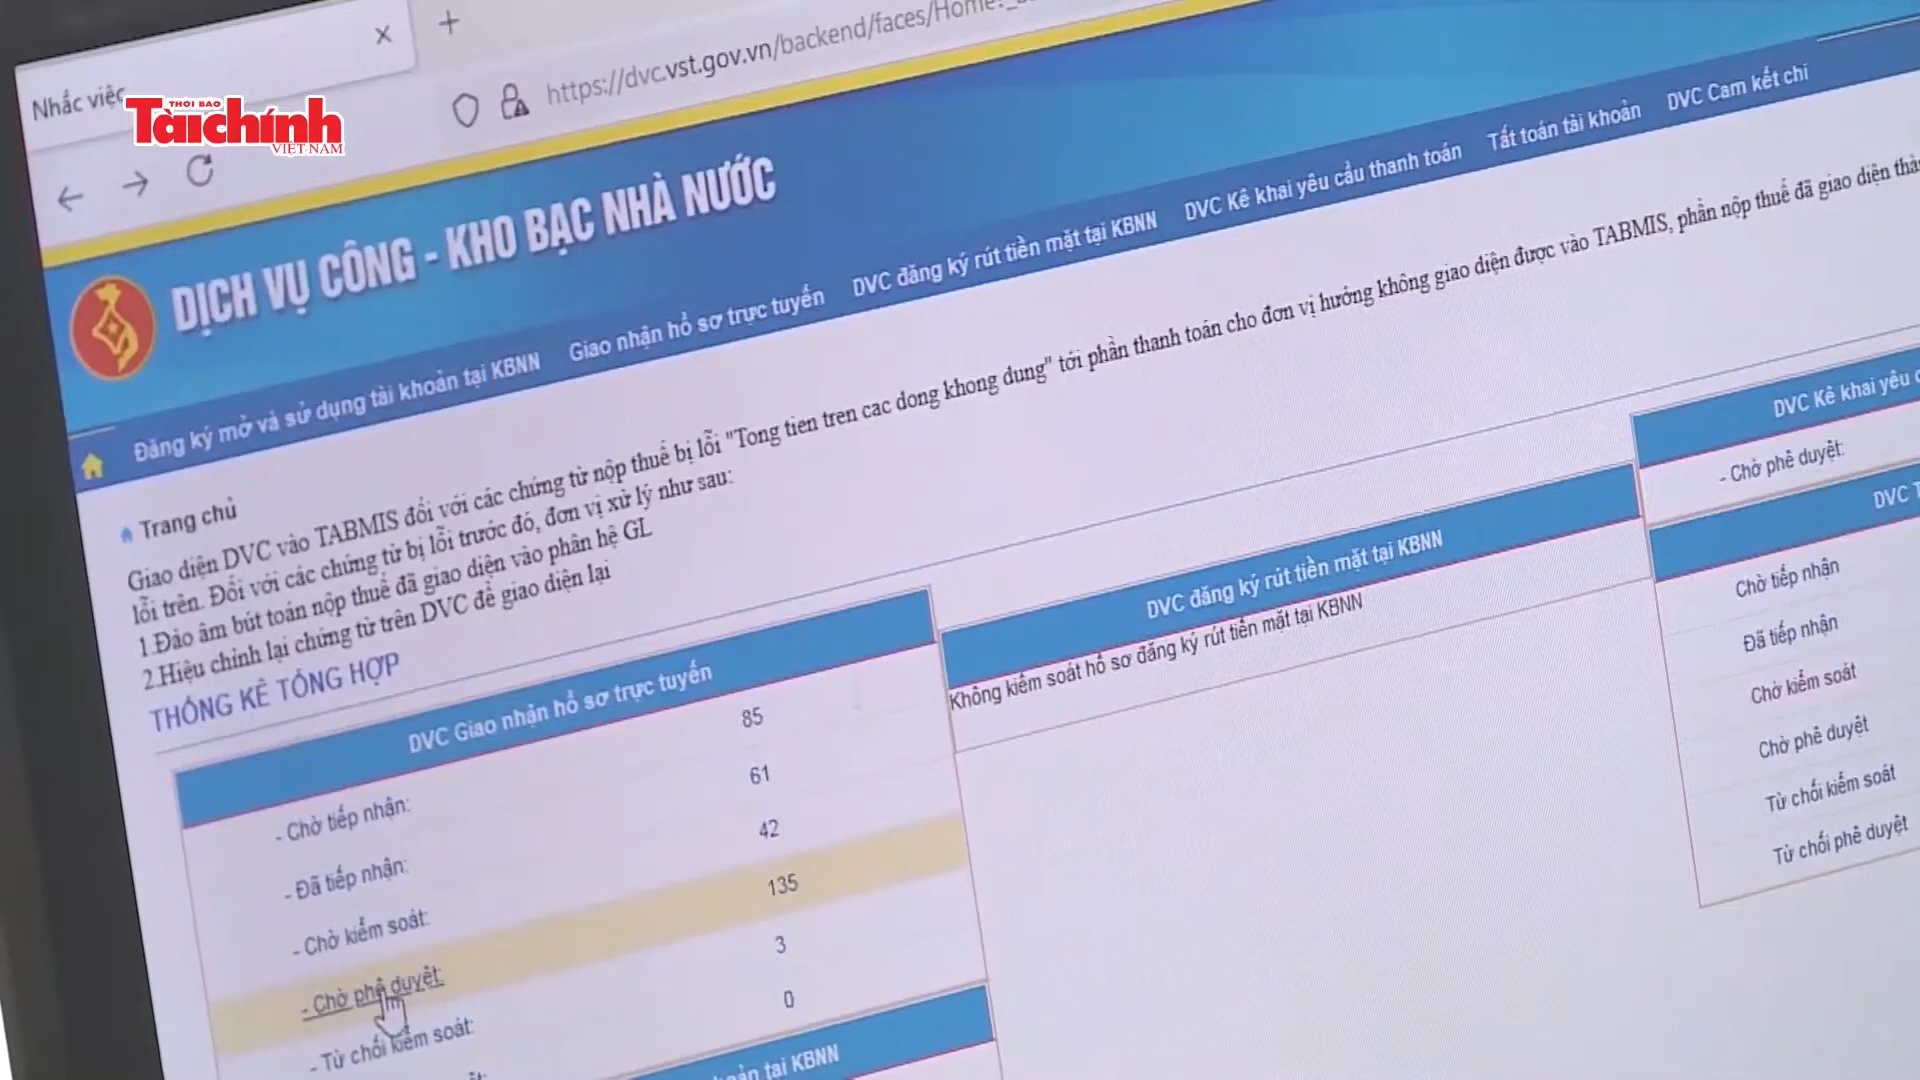 Nhắc việc
THỜI BÁO
Tàichính
VIỆT NAM
https://dvc.vst.gov.vn/backend/faces/Home?_
DỊCH VỤ CÔNG - KHO BẠC NHÀ NƯỚC
Đăng ký mở và sử dụng tài khoản tại KBNN Giao nhận hồ sơ trực tuyến DVC đăng ký rút tiền mặt tại KBNN DVC Kê khai yêu cầu thanh toán Tất toán tài khoản DVC Cam kết chi
Trang chủ
Giao diện DVC vào TABMIS đối với các chứng từ nộp thuế bị lỗi "Tong tien tren cac dong khong dung" tới phần thanh toán cho đơn vị hưởng không giao diện được vào TABMIS, phần nộp thuế đã giao diện
lỗi trên. Đối với các chứng từ bị lỗi trước đó, đơn vị xử lý như sau:
1.Đảo âm bút toán nộp thuế đã giao diện vào phân hệ GL
2.Hiệu chỉnh lại chứng từ trên DVC để giao diện lại
THỐNG KÊ TỔNG HỢP
DVC Giao nhận hồ sơ trực tuyến
- Chờ tiếp nhận: 85
- Đã tiếp nhận: 61
- Chờ kiểm soát: 42
- Chờ phê duyệt: 135
- Từ chối kiểm soát: 3
0
tại KBNN
DVC đăng ký rút tiền mặt tại KBNN
Không kiểm soát hồ sơ đăng ký rút tiền mặt tại KBNN
DVC Kê khai yêu
- Chờ phê duyệt:
DVC
Chờ tiếp nhận
Đã tiếp nhận
Chờ kiểm soát
Chờ phê duyệt
Từ chối kiểm soát
Từ chối phê duyệt